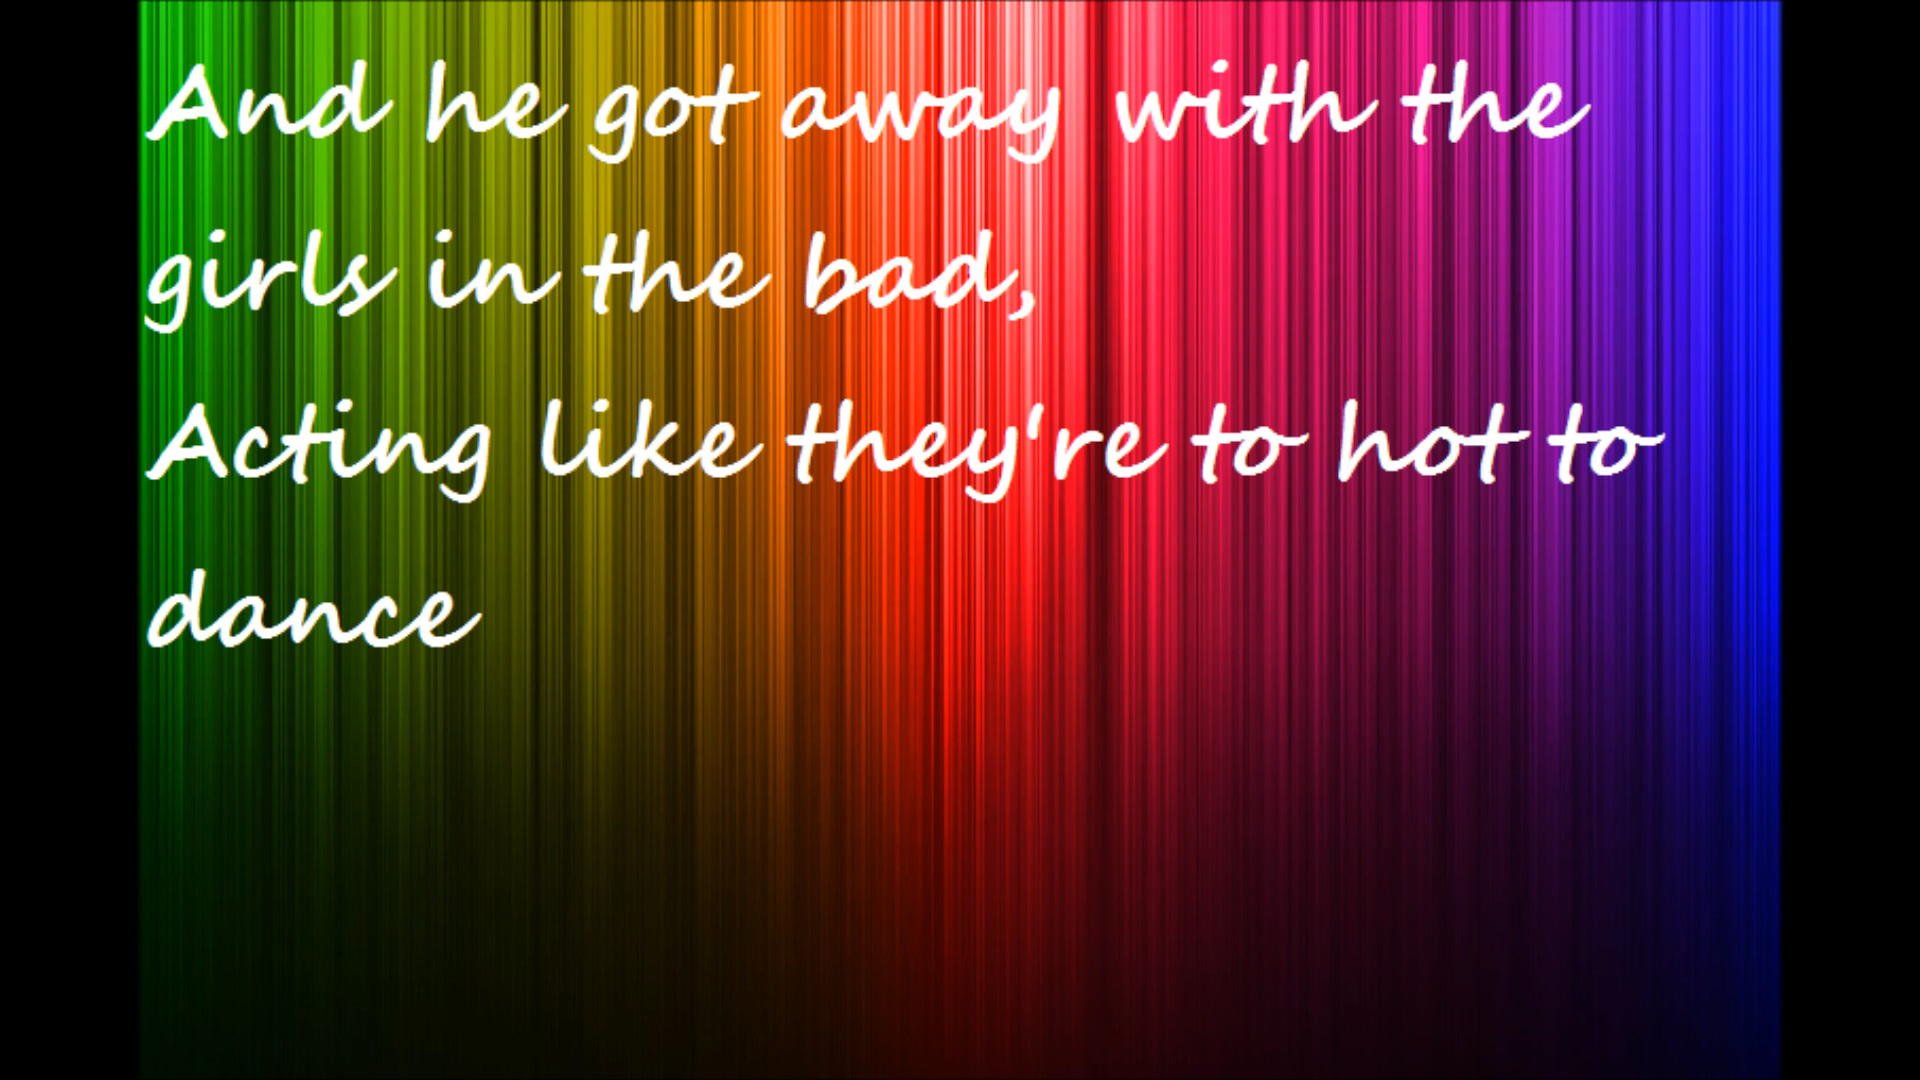 And he got away with the
girls in the bad,
Acting like they're to hot to
dance